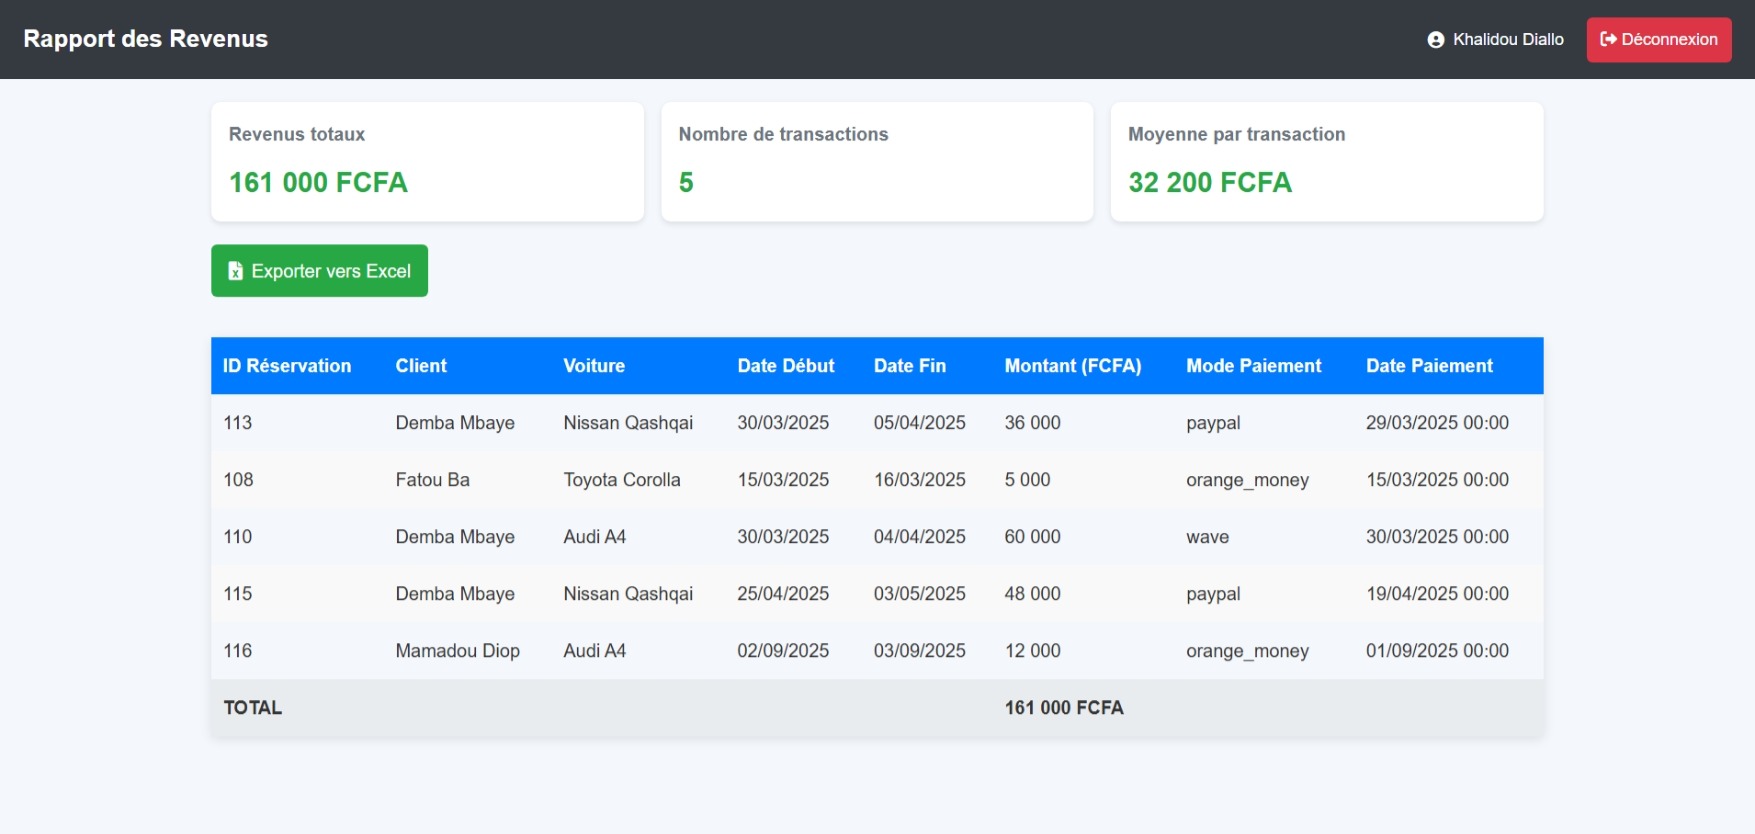 Rapport des Revenus
Khalidou Diallo
Déconnexion
Revenus totaux
161 000 FCFA
Nombre de transactions
5
Moyenne par transaction
32 200 FCFA
Exporter vers Excel
ID Réservation Client Voiture Date Début Date Fin Montant (FCFA) Mode Paiement Date Paiement
113 Demba Mbaye Nissan Qashqai 30/03/2025 05/04/2025 36 000 paypal 29/03/2025 00:00
108 Fatou Ba Toyota Corolla 15/03/2025 16/03/2025 5 000 orange_money 15/03/2025 00:00
110 Demba Mbaye Audi A4 30/03/2025 04/04/2025 60 000 wave 30/03/2025 00:00
115 Demba Mbaye Nissan Qashqai 25/04/2025 03/05/2025 48 000 paypal 19/04/2025 00:00
116 Mamadou Diop Audi A4 02/09/2025 03/09/2025 12 000 orange_money 01/09/2025 00:00
TOTAL 161 000 FCFA